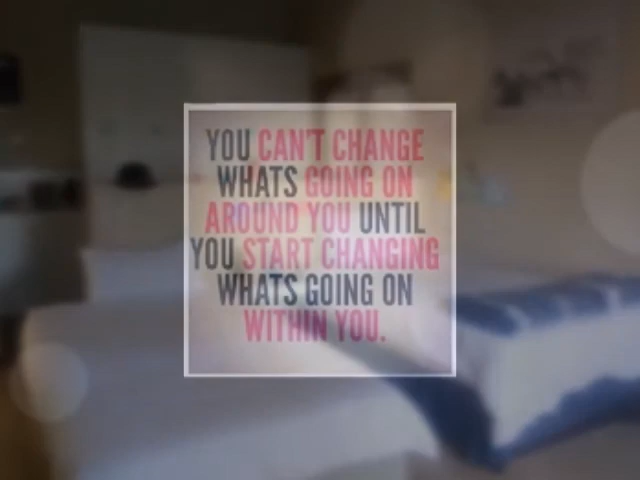 YOU CAN'T CHANGE
WHATS GOING ON
AROUND YOU UNTIL
YOU START CHANGING
WHATS GOING ON
WITHIN YOU.